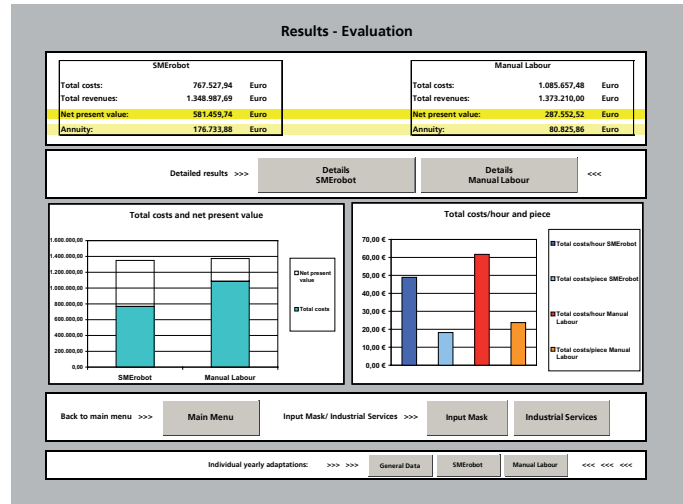 Results - Evaluation
SMErobot
Total costs: 767.527,94 Euro
Total revenues: 1.348.987,69 Euro
Net present value: 581.459,74 Euro
Annuity: 176.733,88 Euro
Manual Labour
Total costs: 1.085.657,48 Euro
Total revenues: 1.373.210,00 Euro
Net present value: 287.552,52 Euro
Annuity: 80.825,86 Euro
Detailed results >>>
Details
SMErobot
Details
Manual Labour
<<<
Total costs and net present value
1.600.000,00
1.400.000,00
1.200.000,00
1.000.000,00
800.000,00
600.000,00
400.000,00
200.000,00
0,00
SMErobot
Manual Labour
Net present
value
Total costs
Total costs/hour and piece
70,00 €
60,00 €
50,00 €
40,00 €
30,00 €
20,00 €
10,00 €
0,00 €
Total costs/hour SMErobot
Total costs/piece SMErobot
Total costs/hour Manual
Labour
Total costs/piece Manual
Labour
Back to main menu >>>
Main Menu
Input Mask/ Industrial Services >>>
Input Mask
Industrial Services
Individual yearly adaptations: >>> >>>
General Data
SMErobot
Manual Labour
<<< <<< <<<